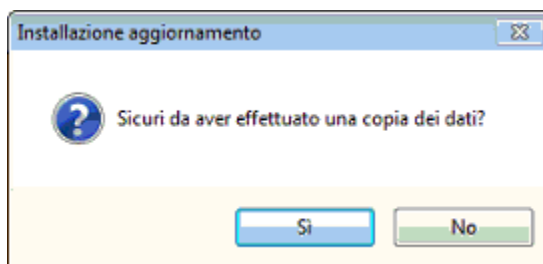 Installazione aggiornamento
Sicuri da aver effettuato una copia dei dati?
Sì
No